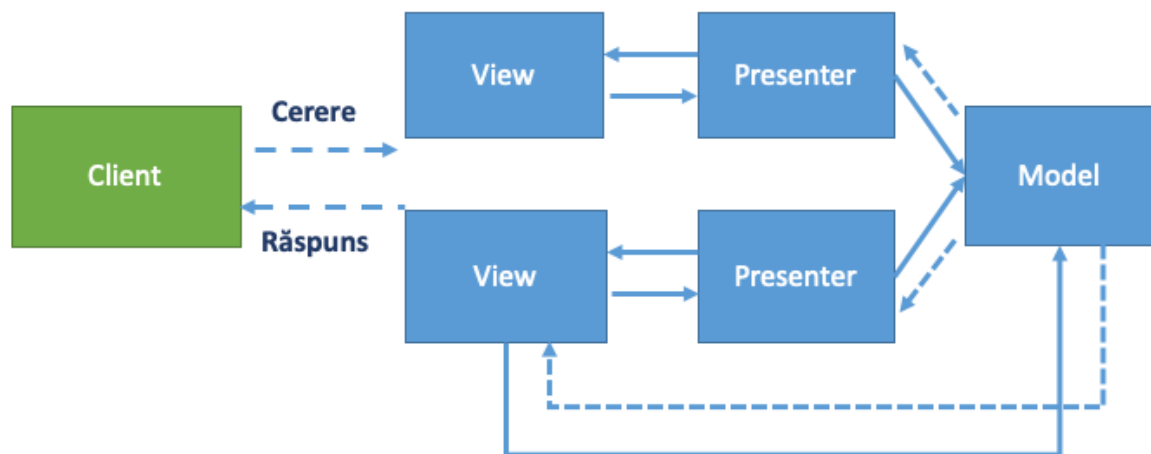 View
Presenter
Cerere
Client
Model
Răspuns
View
Presenter